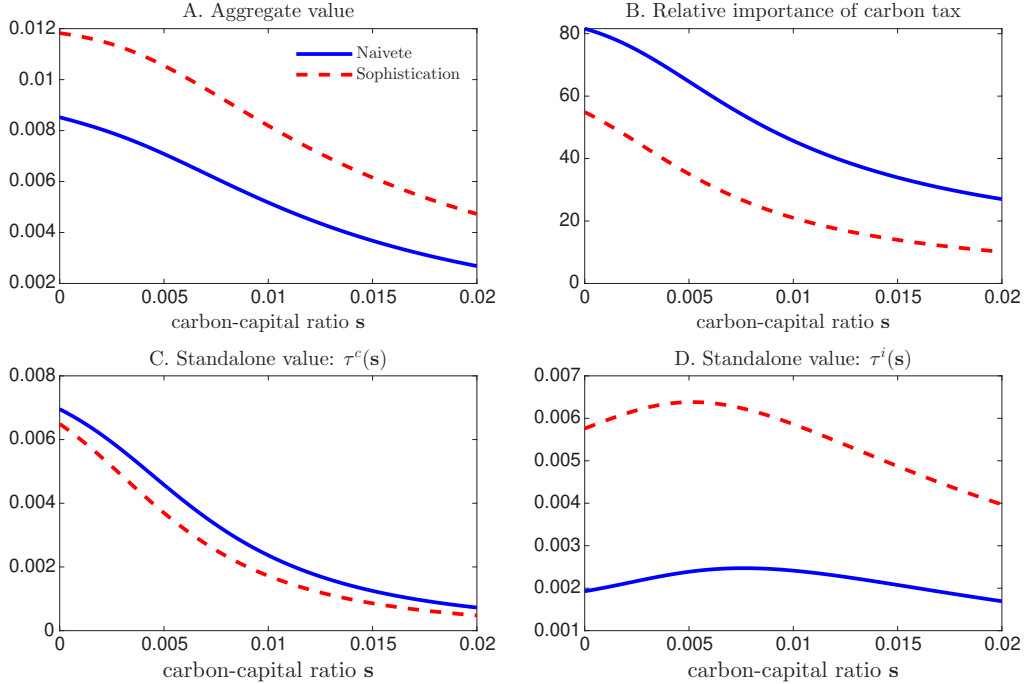 A. Aggregate value
0.012
0.01
0.008
0.006
0.004
0.002
Naivete
Sophistication
0 0.005 0.01 0.015 0.02
carbon-capital ratio s
B. Relative importance of carbon tax
80
60
40
20
0
0 0.005 0.01 0.015 0.02
carbon-capital ratio s
C. Standalone value: τᶜ(s)
0.008
0.006
0.004
0.002
0
0 0.005 0.01 0.015 0.02
carbon-capital ratio s
D. Standalone value: τⁱ(s)
0.007
0.006
0.005
0.004
0.003
0.002
0.001
0 0.005 0.01 0.015 0.02
carbon-capital ratio s